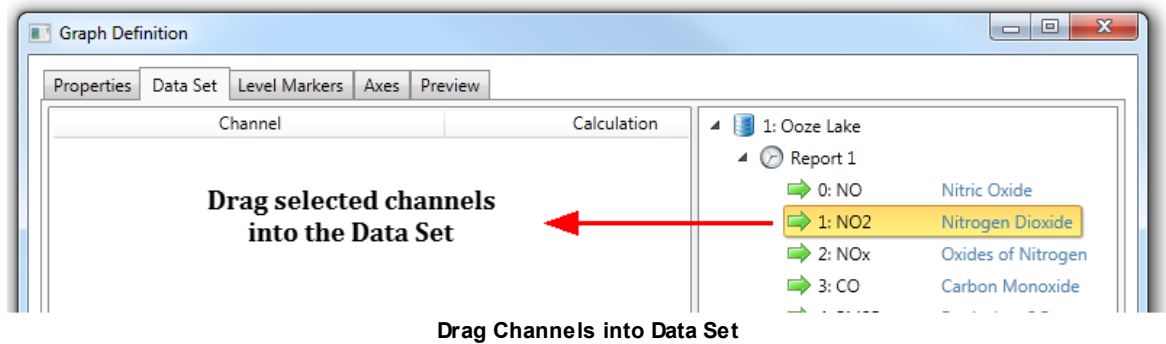 Graph Definition
Properties Data Set Level Markers Axes Preview
Channel Calculation
1: Ooze Lake
Report 1
0: NO Nitric Oxide
Drag selected channels
into the Data Set
1: NO2 Nitrogen Dioxide
2: NOx Oxides of Nitrogen
3: CO Carbon Monoxide
Drag Channels into Data Set